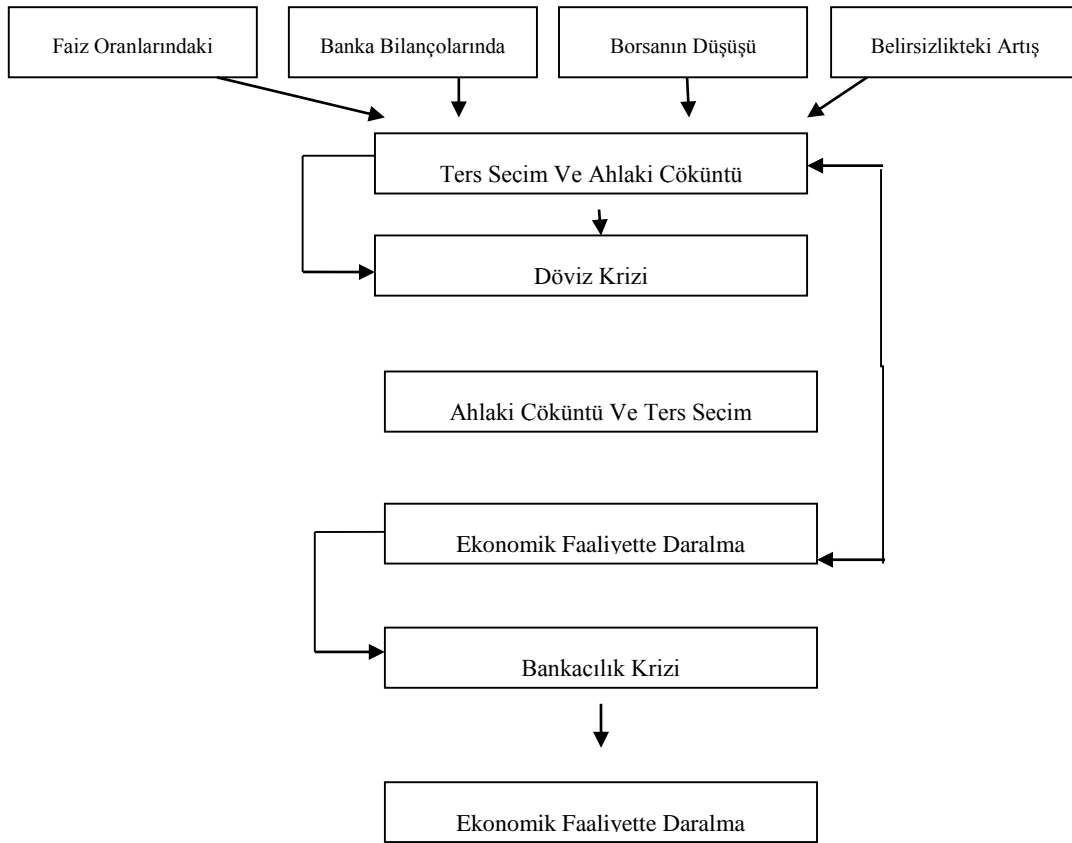 Faiz Oranlarındaki
Banka Bilançolarında
Borsanın Düşüşü
Belirsizlikteki Artış
Ters Secim Ve Ahlaki Cöküntü
Döviz Krizi
Ahlaki Cöküntü Ve Ters Secim
Ekonomik Faaliyette Daralma
Bankacılık Krizi
Ekonomik Faaliyette Daralma